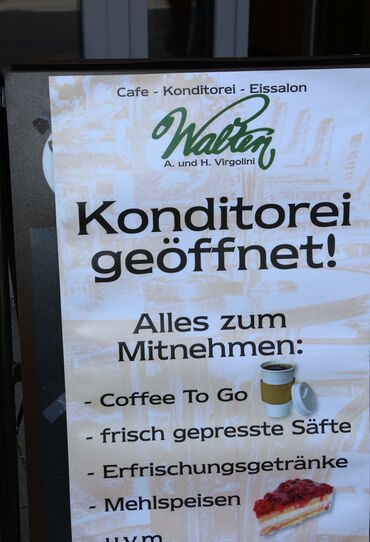 Cafe - Konditorei - Eissalon
Walten
A. und H. Virgolini
Konditorei
geöffnet!
Alles zum
Mitnehmen:
- Coffee To Go
- frisch gepresste Säfte
- Erfrischungsgetränke
- Mehlspeisen
u.v.m.